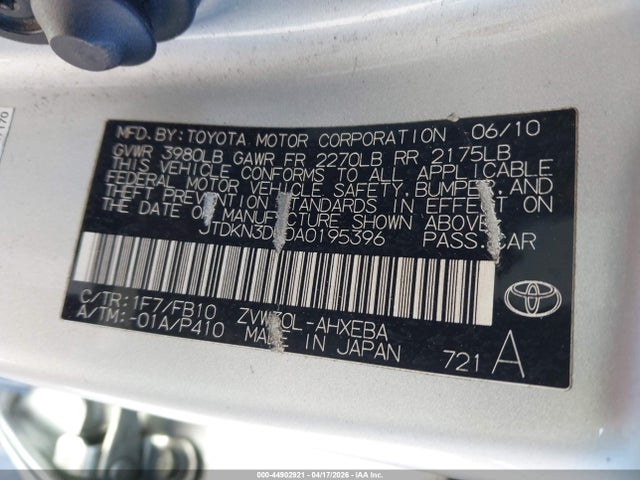 MFD. BY: TOYOTA MOTOR CORPORATION 06/10
GVWR 3980LB GAWR FR 2270LB RR 2175LB
THIS VEHICLE CONFORMS TO ALL APPLICABLE
FEDERAL MOTOR VEHICLE SAFETY, BUMPER, AND
THEFT PREVENTION STANDARDS IN EFFECT ON
THE DATE OF MANUFACTURE SHOWN ABOVE.
PASS. CAR
C/TR: 1F7/FB10
A/TM: -01A/P410
MADE IN JAPAN
721 A
000-44902921 - 04/17/2026 - IAA Inc.